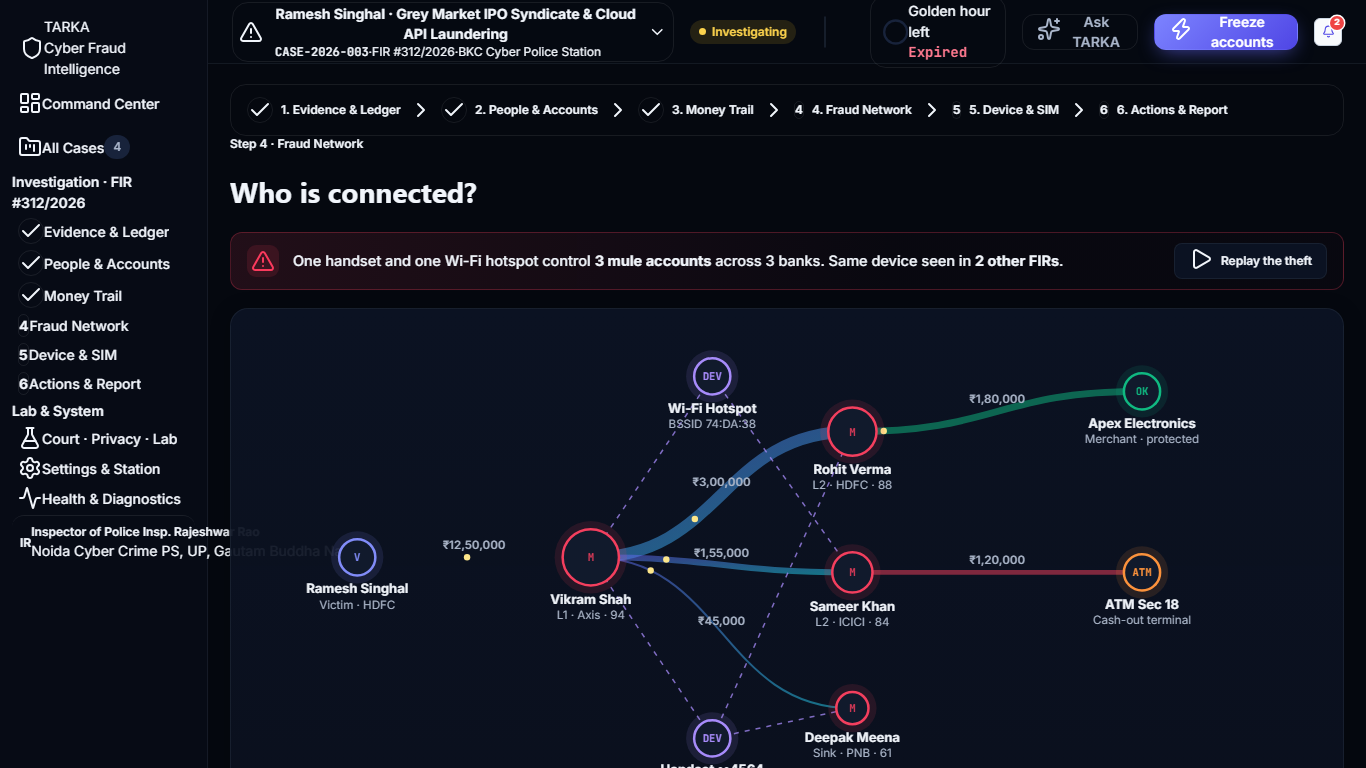 TARKA
Cyber Fraud
Intelligence
Command Center
All Cases 4
Investigation · FIR
#312/2026
Evidence & Ledger
People & Accounts
Money Trail
4Fraud Network
5Device & SIM
6Actions & Report
Lab & System
Court · Privacy · Lab
Settings & Station
Health & Diagnostics
Inspector of Police Insp. Rajeshwar Rao
IR
Noida Cyber Crime PS, UP, Gautam Buddha
Ramesh Singhal · Grey Market IPO Syndicate & Cloud
API Laundering
CASE-2026-003·FIR #312/2026·BKC Cyber Police Station
Investigating
Golden hour
left
Expired
Ask
TARKA
Freeze
accounts
2
1. Evidence & Ledger
2. People & Accounts
3. Money Trail
4 4. Fraud Network
5 5. Device & SIM
6 6. Actions & Report
Step 4 · Fraud Network
Who is connected?
One handset and one Wi-Fi hotspot control 3 mule accounts across 3 banks. Same device seen in 2 other FIRs.
Replay the theft
DEV
Wi-Fi Hotspot
BSSID 74:DA:38
M
Rohit Verma
L2 · HDFC · 88
₹1,80,000
OK
Apex Electronics
Merchant · protected
₹3,00,000
V
Ramesh Singhal
Victim · HDFC
₹12,50,000
M
Vikram Shah
L1 · Axis · 94
₹1,55,000
M
Sameer Khan
L2 · ICICI · 84
₹1,20,000
ATM
ATM Sec 18
Cash-out terminal
₹45,000
M
Deepak Meena
Sink · PNB · 61
DEV